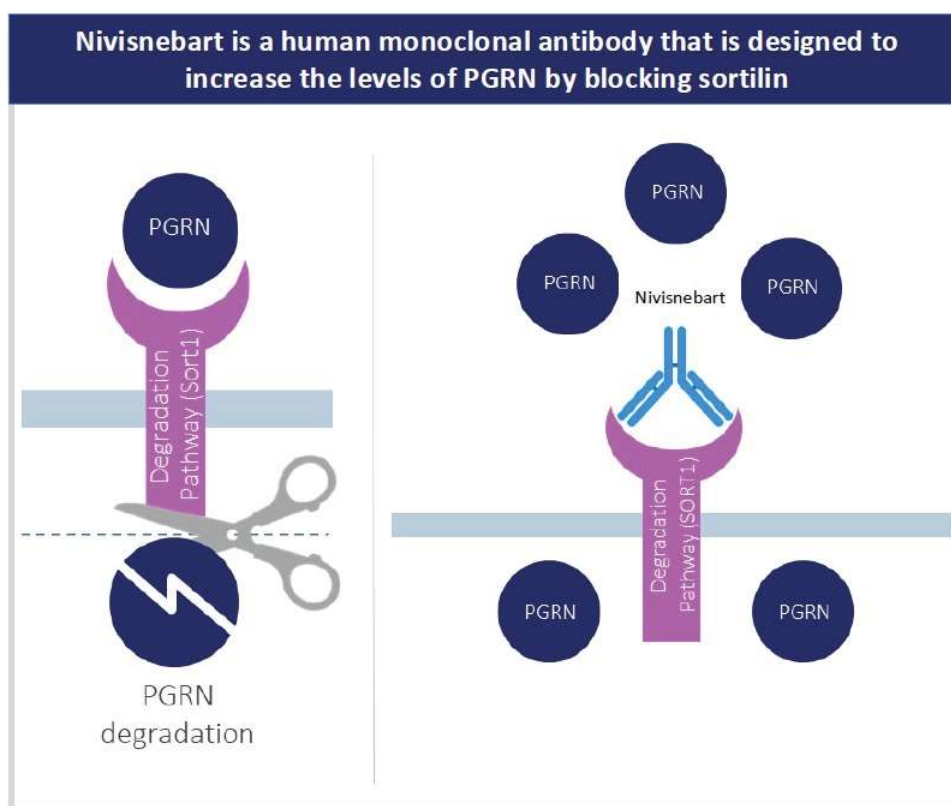 Nivisnebart is a human monoclonal antibody that is designed to
increase the levels of PGRN by blocking sortilin
PGRN
Degradation
Pathway (Sort1)
PGRN
degradation
PGRN
PGRN
PGRN
Nivisnebart
Degradation
Pathway (SORT1)
PGRN
PGRN